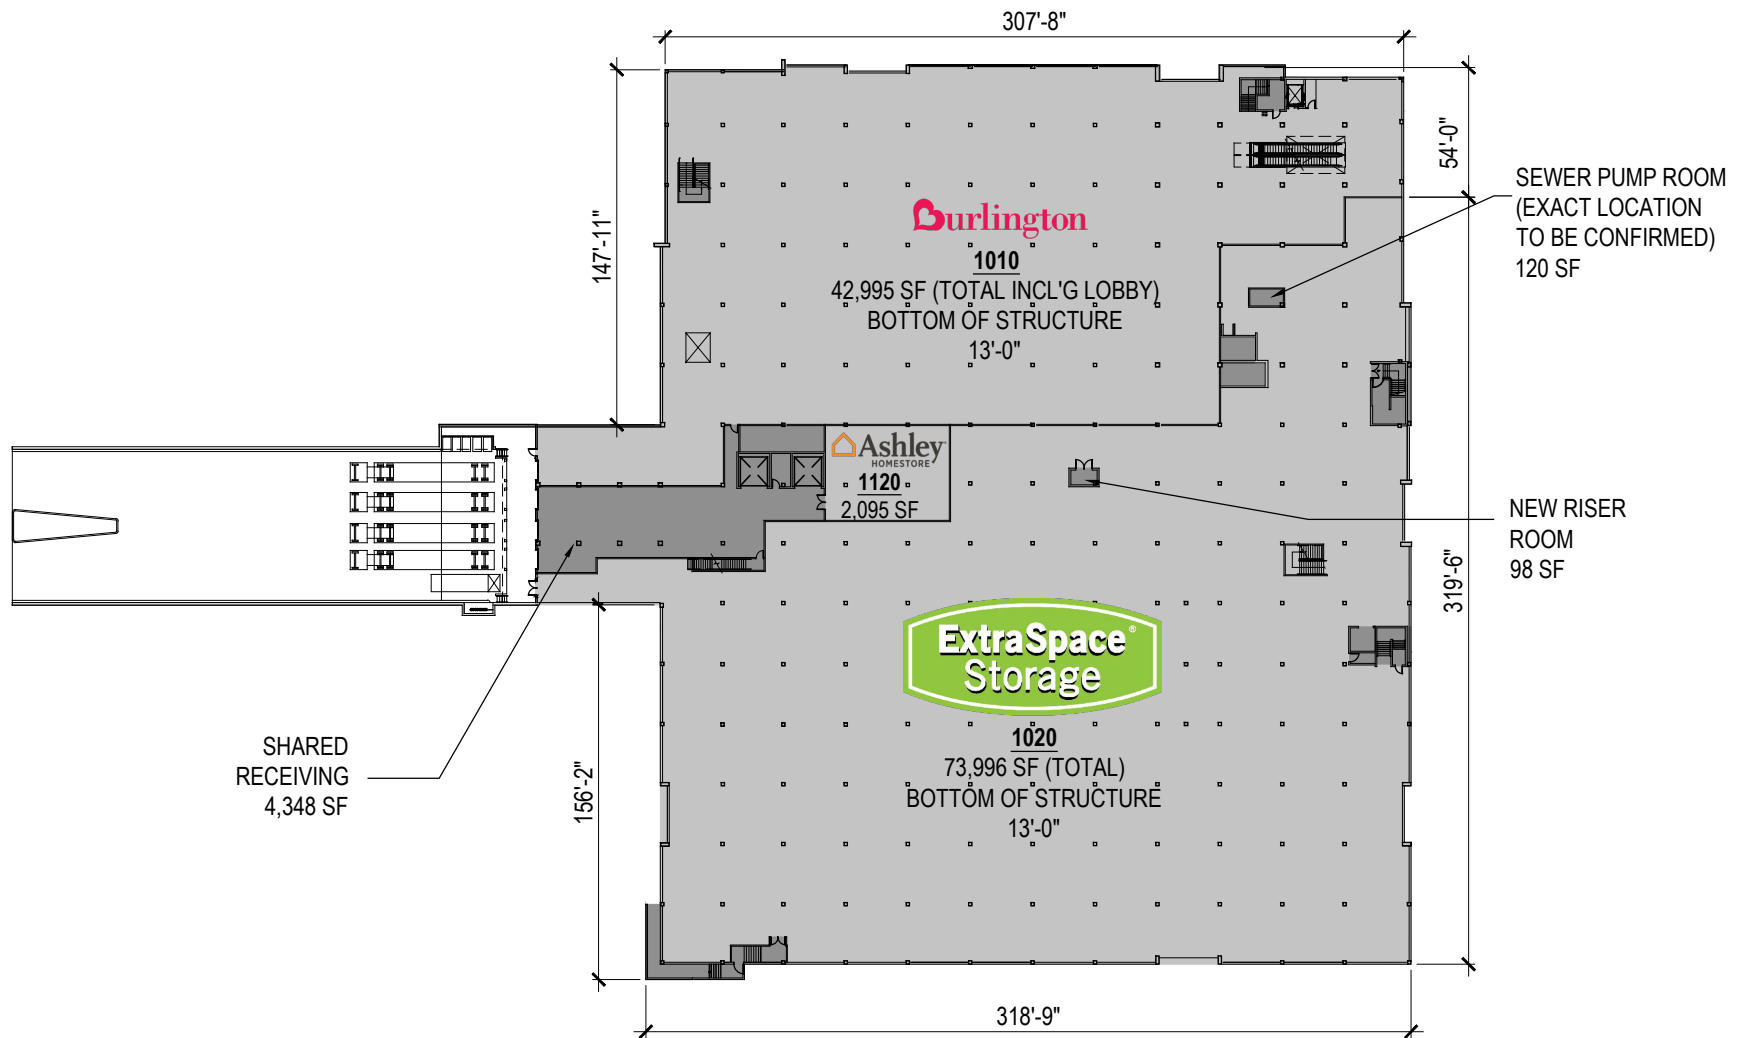 307'-8"
147'-11"
54'-0"
SEWER PUMP ROOM
(EXACT LOCATION
TO BE CONFIRMED)
120 SF
Burlington
1010
42,995 SF (TOTAL INCL'G LOBBY)
BOTTOM OF STRUCTURE
13'-0"
Ashley
HOMESTORE
1120
2,095 SF
NEW RISER
ROOM
98 SF
319'-6"
ExtraSpace®
Storage
1020
73,996 SF (TOTAL)
BOTTOM OF STRUCTURE
13'-0"
SHARED
RECEIVING
4,348 SF
156'-2"
318'-9"